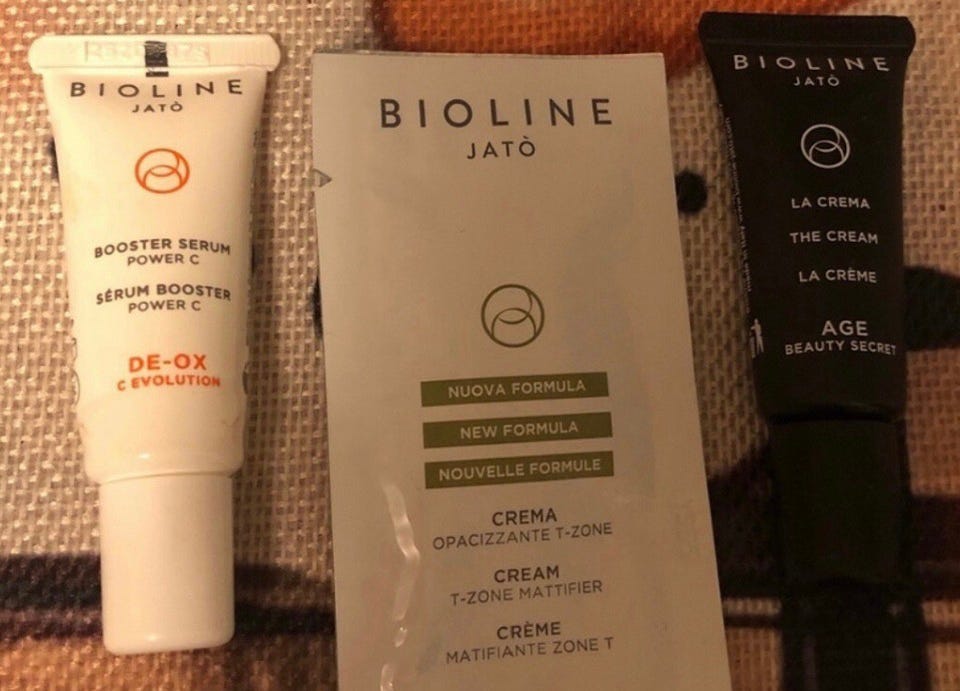 BIOLINE
JATÒ
BOOSTER SERUM
POWER C
SÉRUM BOOSTER
POWER C
DE-OX
C EVOLUTION
BIOLINE
JATÒ
NUOVA FORMULA
NEW FORMULA
NOUVELLE FORMULE
CREMA
OPACIZZANTE T-ZONE
CREAM
T-ZONE MATTIFIER
CRÈME
MATIFIANTE ZONE T
BIOLINE
JATÒ
LA CREMA
THE CREAM
LA CRÈME
AGE
BEAUTY SECRET